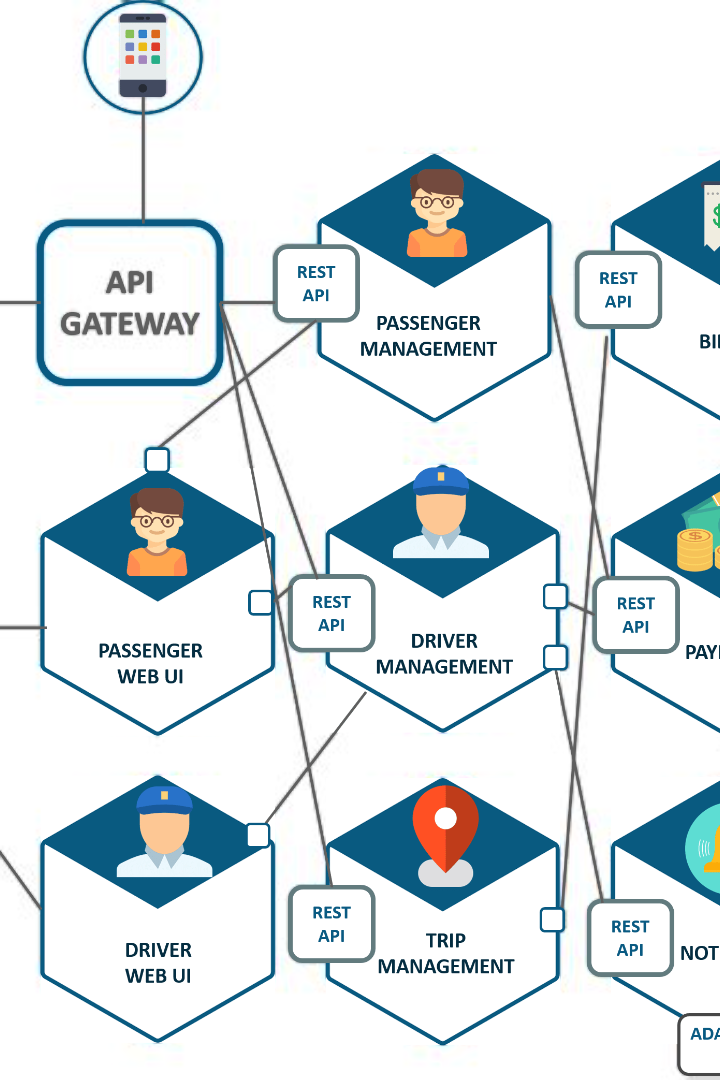 API
GATEWAY
REST
API
PASSENGER
MANAGEMENT
REST
API
PASSENGER
WEB UI
REST
API
DRIVER
MANAGEMENT
REST
API
DRIVER
WEB UI
REST
API
TRIP
MANAGEMENT
REST
API